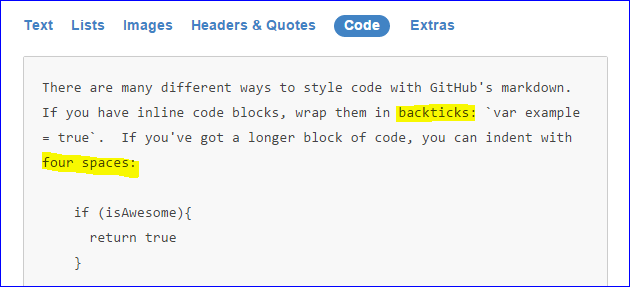 Text Lists Images Headers & Quotes Code Extras
There are many different ways to style code with GitHub's markdown.
If you have inline code blocks, wrap them in backticks: `var example
= true`.  If you've got a longer block of code, you can indent with
four spaces:
    if (isAwesome){
      return true
    }